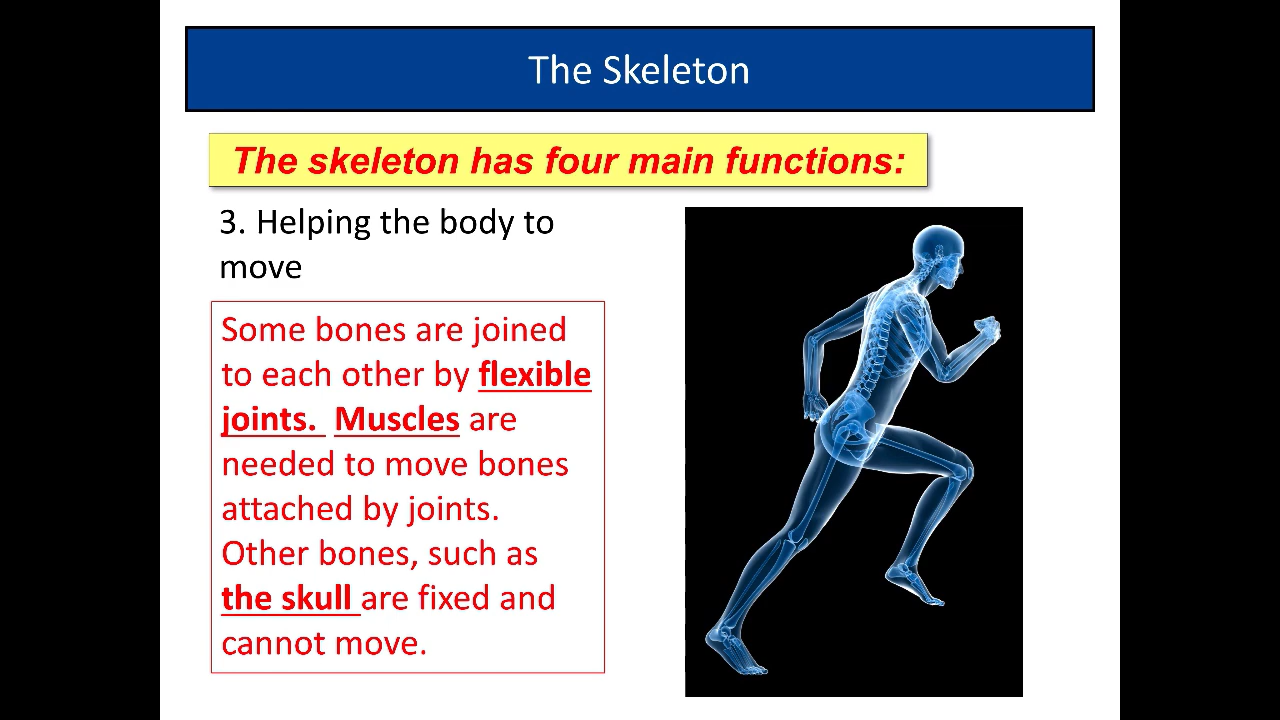 The Skeleton
The skeleton has four main functions:
3. Helping the body to
move
Some bones are joined
to each other by flexible
joints. Muscles are
needed to move bones
attached by joints.
Other bones, such as
the skull are fixed and
cannot move.